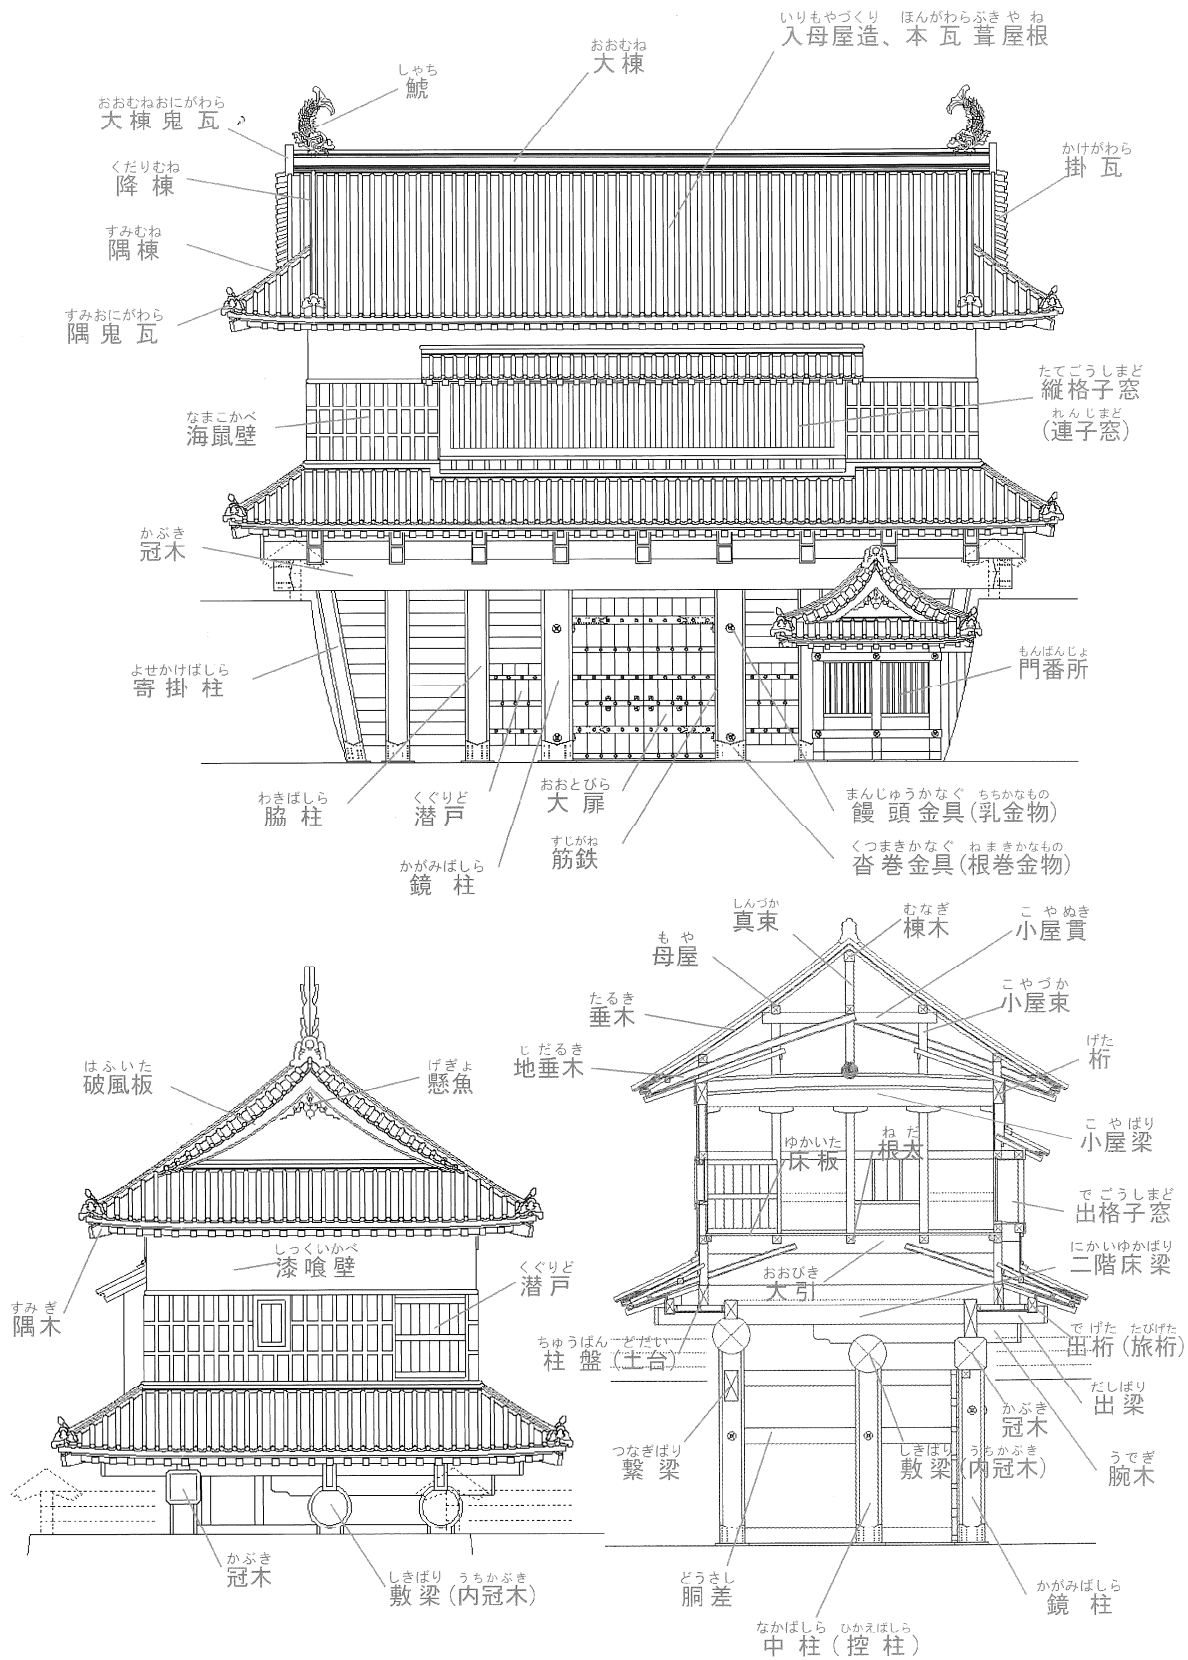 いりもやづくり ほんがわらぶきやね
入母屋造、本瓦葺屋根
おおむね
大棟
しゃち
鯱
おおむねおにがわら
大棟鬼瓦
くだりむね
降棟
かけがわら
掛瓦
すみむね
隅棟
すみおにがわら
隅鬼瓦
たてごうしまど
縦格子窓
れんじまど
(連子窓)
なまこかべ
海鼠壁
かぶき
冠木
よせかけばしら
寄掛柱
もんばんじょ
門番所
わきばしら
脇柱
くぐりど
潜戸
おおとびら
大扉
まんじゅうかなぐ ちちかなもの
饅頭金具(乳金物)
かがみばしら
鏡柱
すじがね
筋鉄
くつまきかなぐ ねまきかなもの
沓巻金具(根巻金物)
しんづか
真束
むなぎ
棟木
こやぬき
小屋貫
もや
母屋
たるき
垂木
こやづか
小屋束
じだるき
地垂木
げた
桁
はふいた
破風板
げぎょ
懸魚
ゆかいた
床板
ねだ
根太
こやばり
小屋梁
でごうしまど
出格子窓
しっくいかべ
漆喰壁
くぐりど
潜戸
おおびき
大引
にかいゆかばり
二階床梁
すみぎ
隅木
ちゅうばん どだい
柱盤(土台)
でげた たびげた
出桁(旅桁)
だしばり
出梁
かぶき
冠木
つなぎばり
繋梁
しきばり うちかぶき
敷梁(内冠木)
うでぎ
腕木
かぶき
冠木
しきばり うちかぶき
敷梁(内冠木)
どうさし
胴差
かがみばしら
鏡柱
なかばしら ひかえばしら
中柱(控柱)